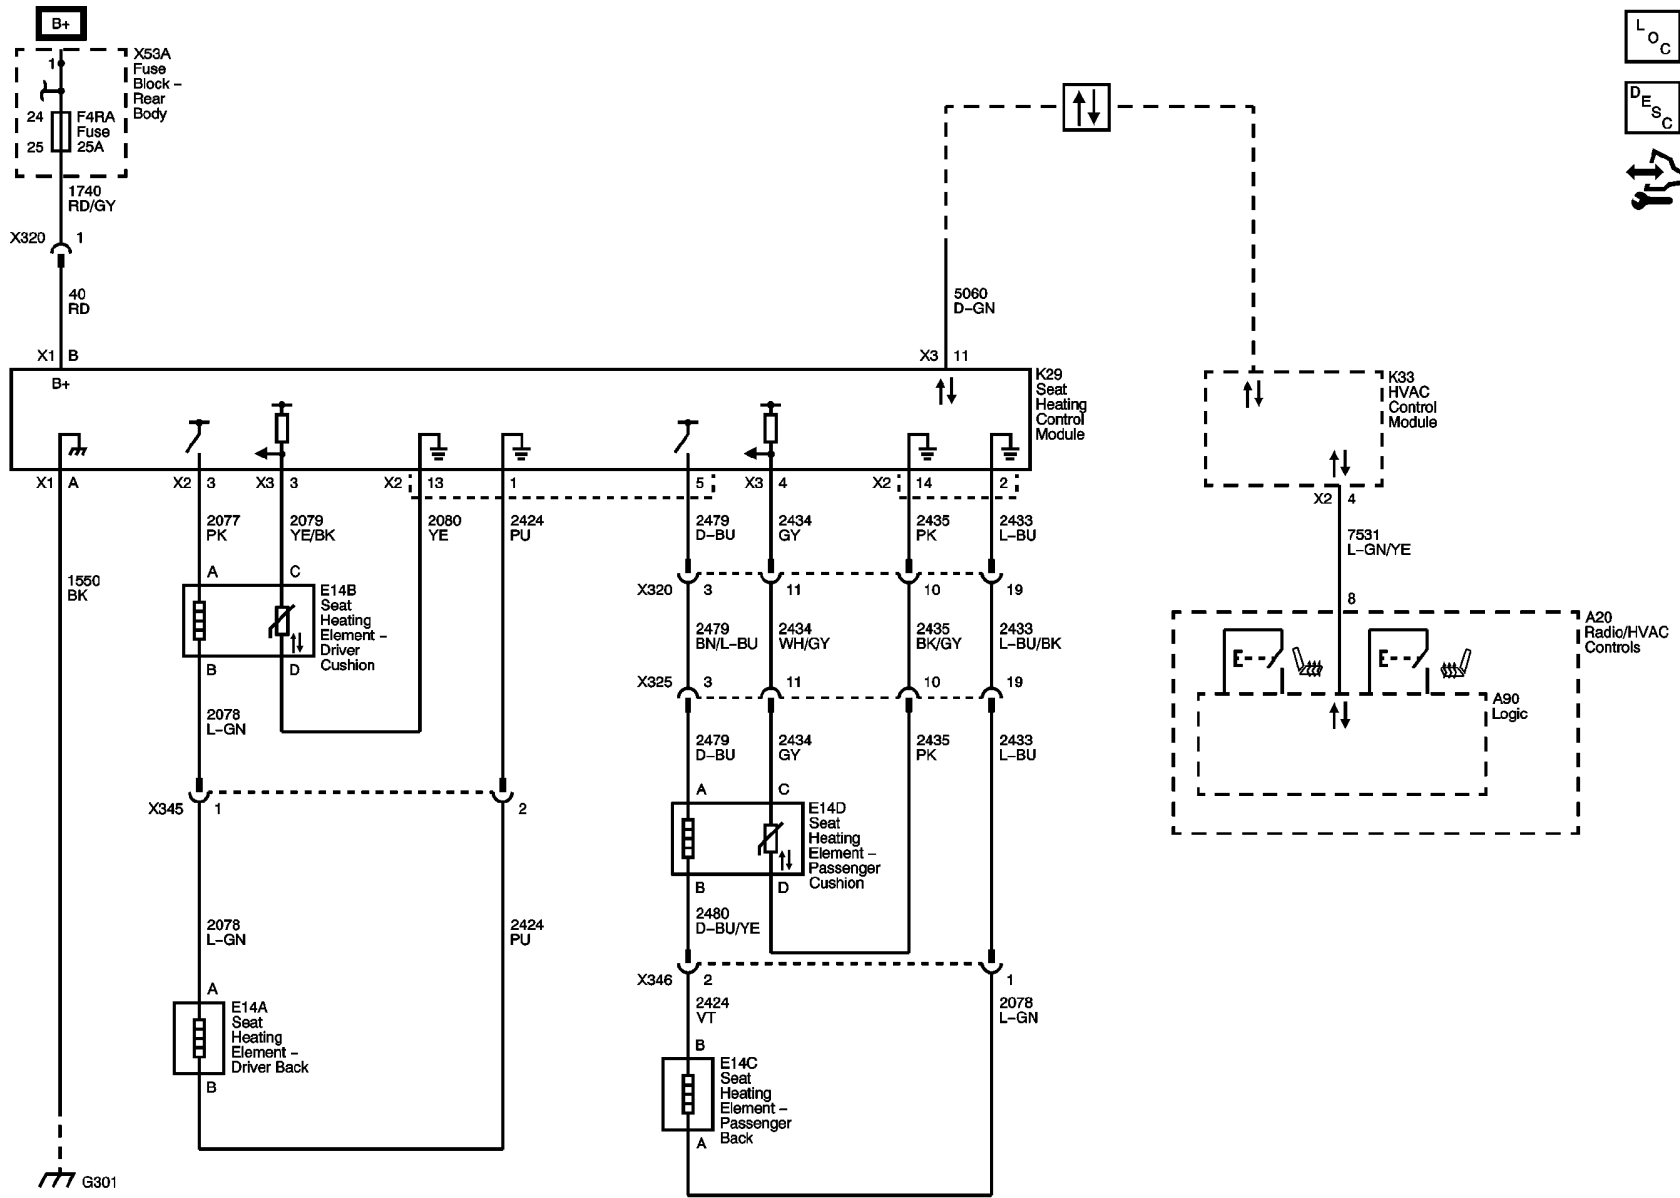 B+
X53A
Fuse
Block –
Rear
Body
1
24
F4RA
Fuse
25
25A
1740
RD/GY
X320
1
40
RD
X1
B
B+
L
O
C
D
E
S
C
5060
D–GN
X3
11
K29
Seat
Heating
Control
Module
K33
HVAC
Control
Module
X1
A
X2
3
X3
3
X2
13
1
5
X3
4
X2
14
2
X2
4
2077
PK
2079
YE/BK
2080
YE
2424
PU
2479
D–BU
2434
GY
2435
PK
2433
L–BU
7531
L–GN/YE
1550
BK
A
C
E14B
Seat
Heating
Element –
Driver
Cushion
B
D
X320
3
11
10
19
8
2479
BN/L–BU
2434
WH/GY
2435
BK/GY
2433
L–BU/BK
A20
Radio/HVAC
Controls
E
E
X325
3
11
10
19
A90
Logic
2078
L–GN
2479
D–BU
2434
GY
2435
PK
2433
L–BU
X345
1
2
A
C
E14D
Seat
Heating
Element –
Passenger
Cushion
B
D
2078
L–GN
2424
PU
2480
D–BU/YE
X346
2
1
A
E14A
Seat
Heating
Element –
Driver Back
B
2424
VT
2078
L–GN
B
E14C
Seat
Heating
Element –
Passenger
Back
A
G301